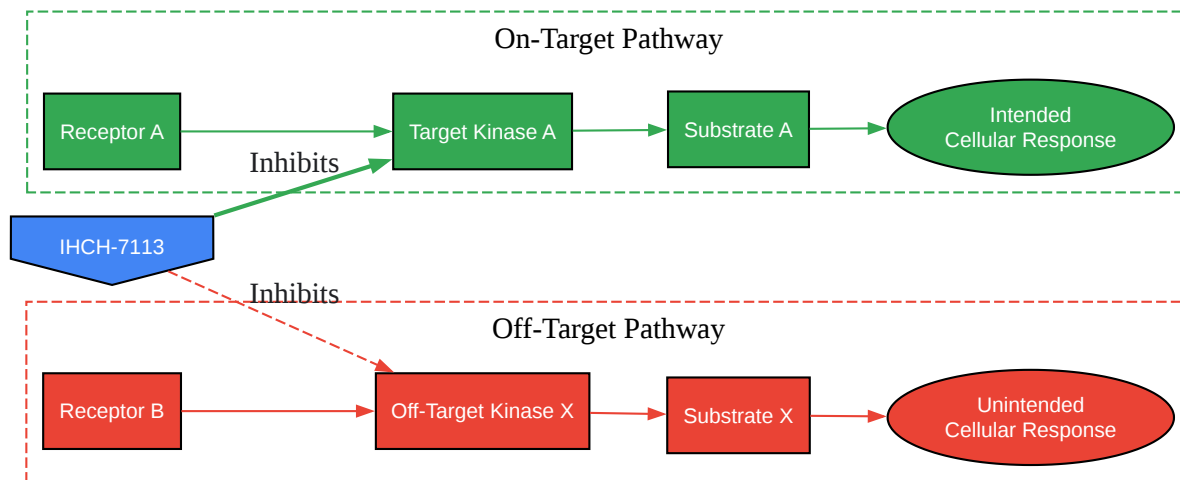 On-Target Pathway
Receptor A
Target Kinase A
Substrate A
Intended
Cellular Response
Inhibits
IHCH-7113
Inhibits
Off-Target Pathway
Receptor B
Off-Target Kinase X
Substrate X
Unintended
Cellular Response